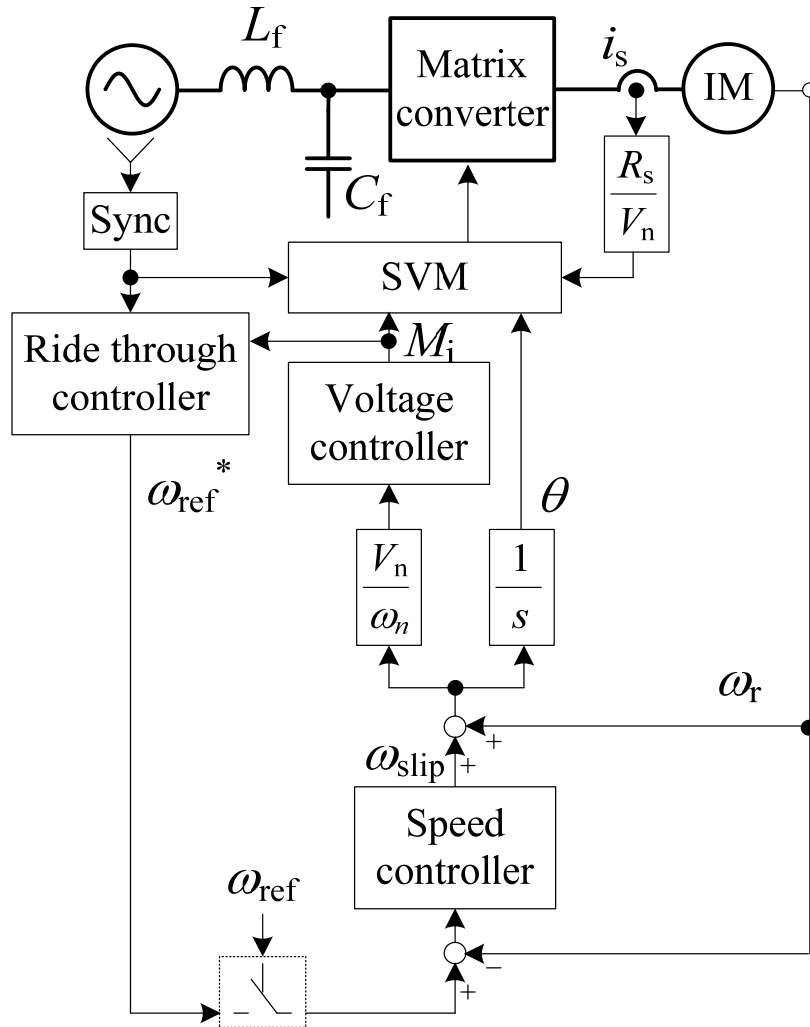 L_f
i_s
Matrix
converter
IM
C_f
R_s
V_n
Sync
SVM
M_i
Ride through
controller
Voltage
controller
ω_ref*
θ
V_n
ω_n
1
s
ω_r
+
ω_slip
+
Speed
controller
ω_ref
−
+